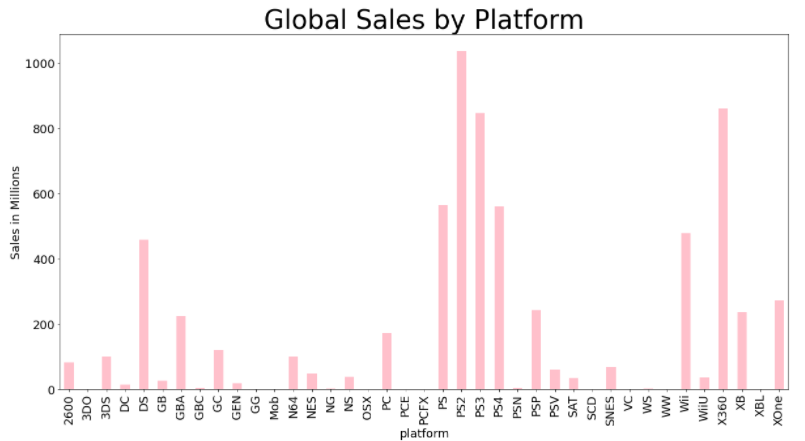 Global Sales by Platform
Sales in Millions
1000
800
600
400
200
0
2600
3DO
3DS
DC
DS
GB
GBA
GBC
GC
GEN
GG
Mob
N64
NES
NG
NS
OSX
PC
PCE
PCFX
PS
PS2
PS3
PS4
PSN
PSP
PSV
SAT
SCD
SNES
VC
WS
WW
Wii
WiiU
X360
XB
XBL
XOne
platform